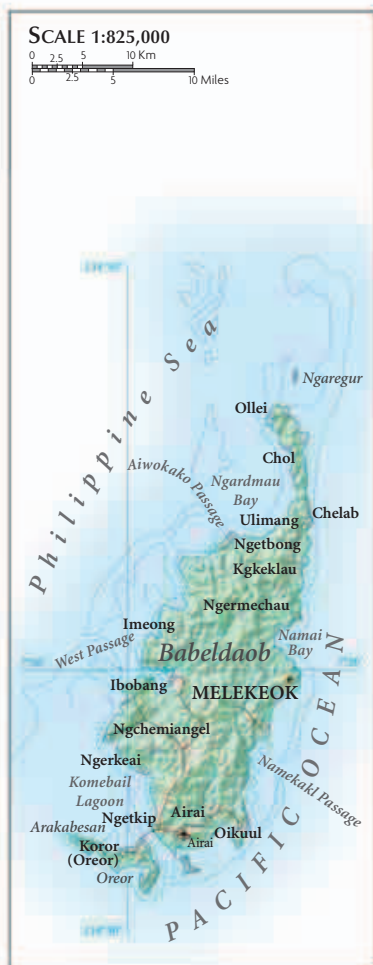 SCALE 1:825,000
0 2.5 5 10 Km
0 2.5 5 10 Miles
Philippine Sea
Ngaregur
Ollei
Chol
Aiwokako Passage
Ngardmau
Bay
Ulimang
Chelab
Ngetbong
Kgkeklau
Ngermechau
Imeong
Namai
Bay
West Passage
Babeldaob
Ibobang
MELEKEOK
Ngchemiangel
Ngerkeai
Komebail
Lagoon
Namekakl Passage
Ngetkip
Airai
Arakabesan
Oikuul
Airai
Koror
(Oreor)
Oreor
PACIFIC OCEAN